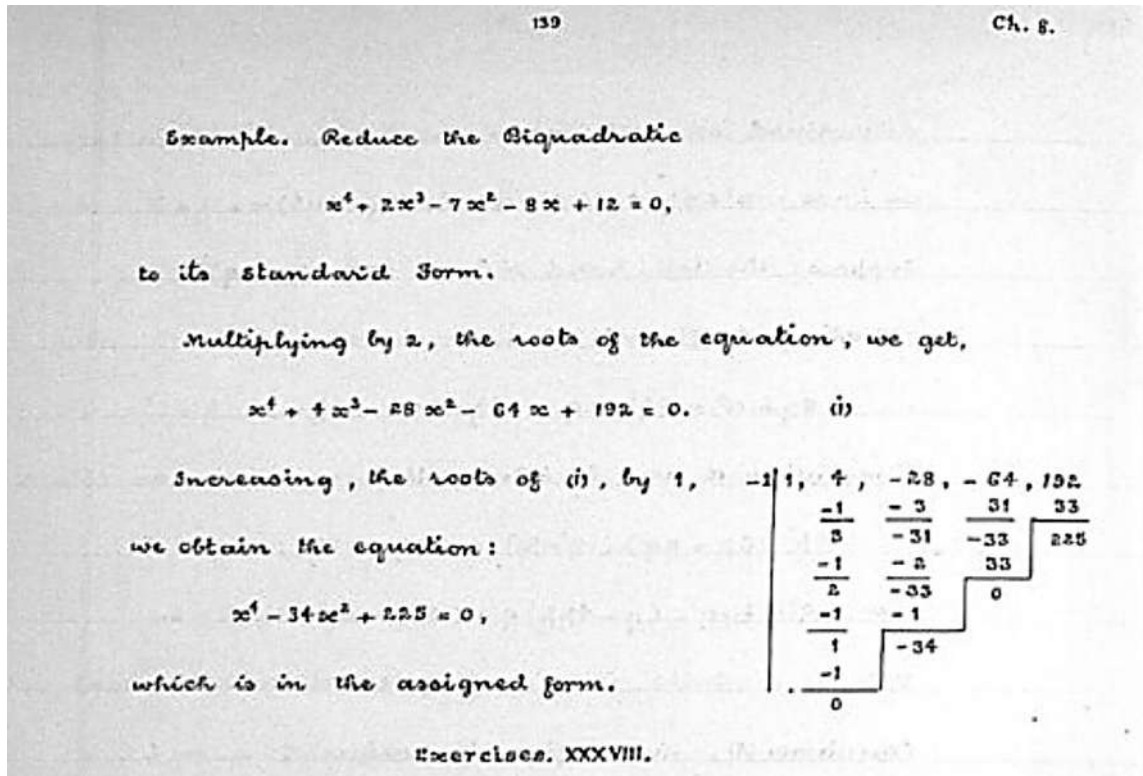 139 Ch. 8.
Example. Reduce the Biquadratic
x⁴ + 2x³ - 7x² - 8x + 12 = 0,
to its Standard Form.
Multiplying by 2, the roots of the equation, we get,
x⁴ + 4x³ - 28x² - 64x + 192 = 0. (i)
Increasing, the roots of (i), by 1, -1| 1, 4, -28, -64, 192
-1 -3 31 33
we obtain the equation: 3 -31 -33 225
-1 -2 33
2 -33 0
x⁴ - 34x² + 225 = 0, -1 -1
1 -34
which is in the assigned form. -1
0
Exercises. XXXVIII.